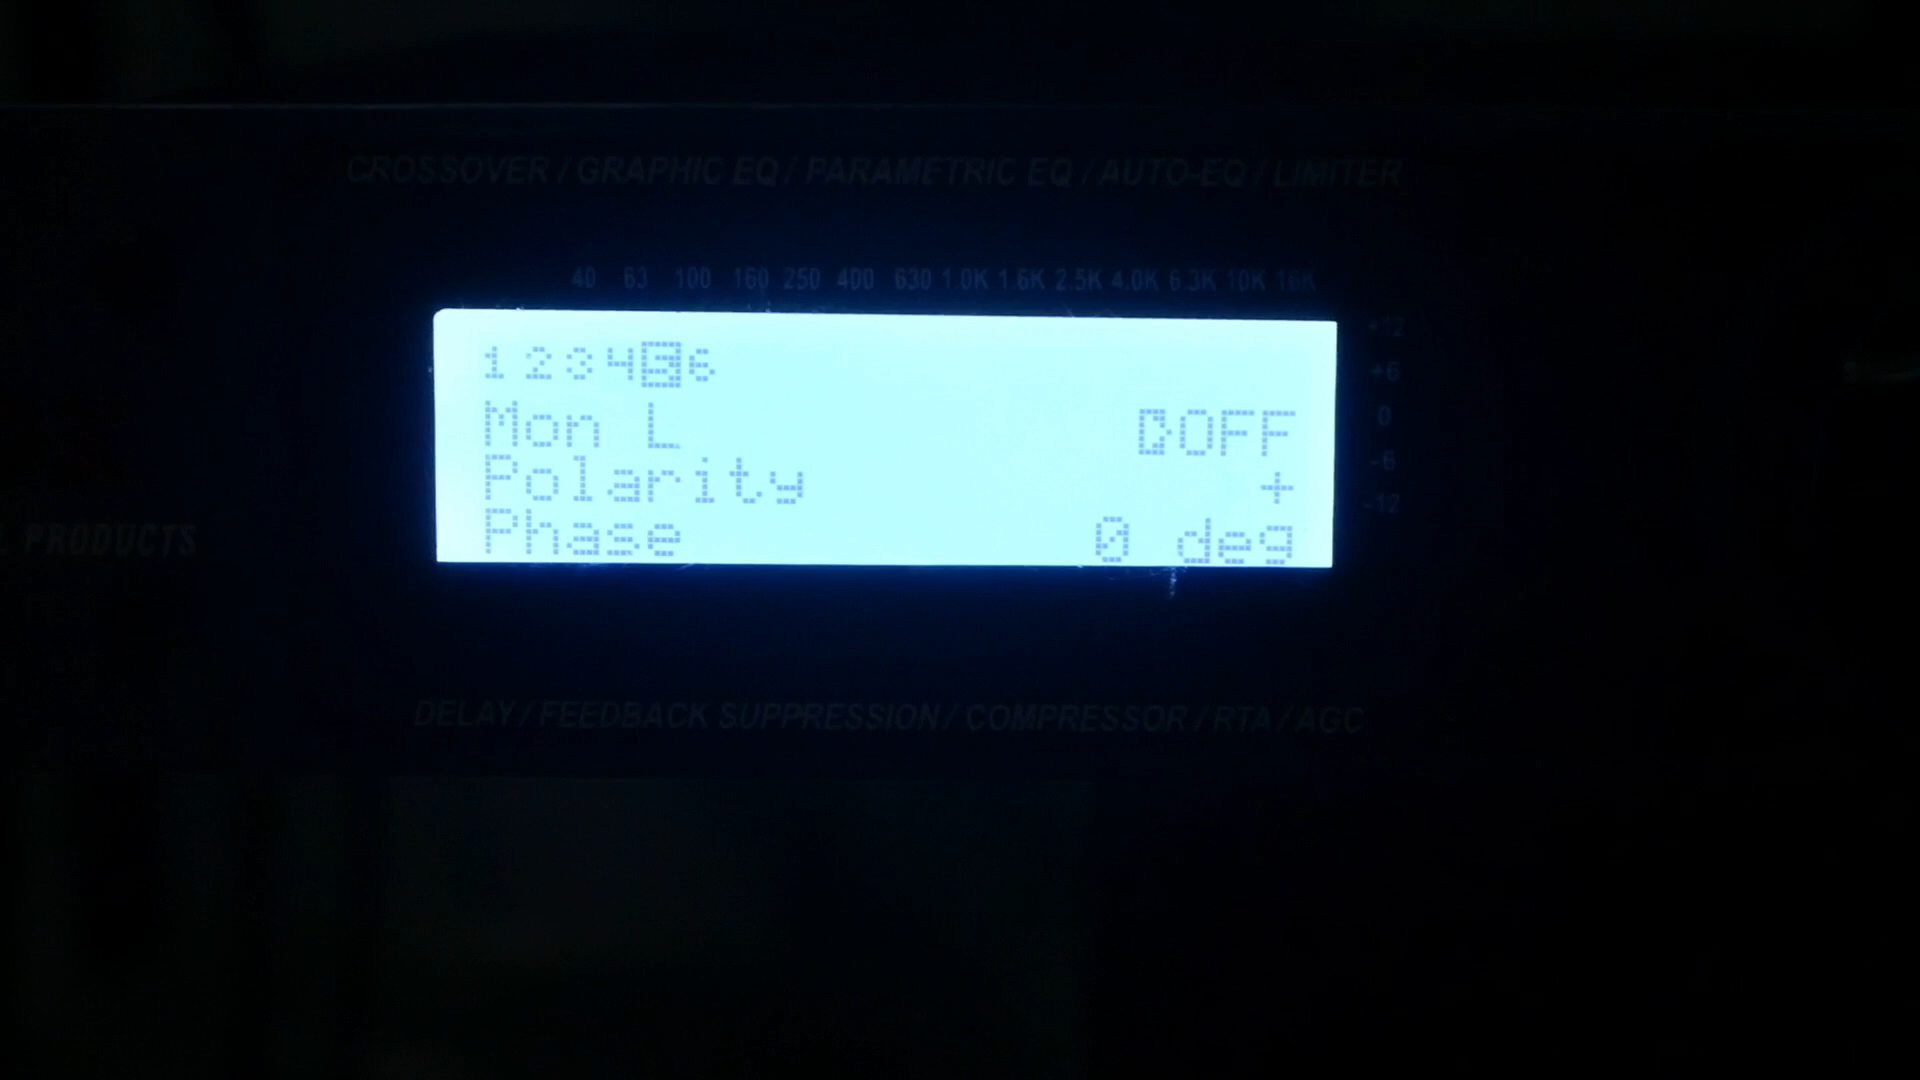 CROSSOVER / GRAPHIC EQ / PARAMETRIC EQ / AUTO-EQ / LIMITER
40 63 100 160 250 400 630 1.0K 1.6K 2.5K 4.0K 6.3K 10K 16K
1 2 3 4 5 6
Mon L OFF
Polarity +
Phase 0 deg
+12
+6
0
-6
-12
L PRODUCTS
DELAY / FEEDBACK SUPPRESSION / COMPRESSOR / RTA / AGC